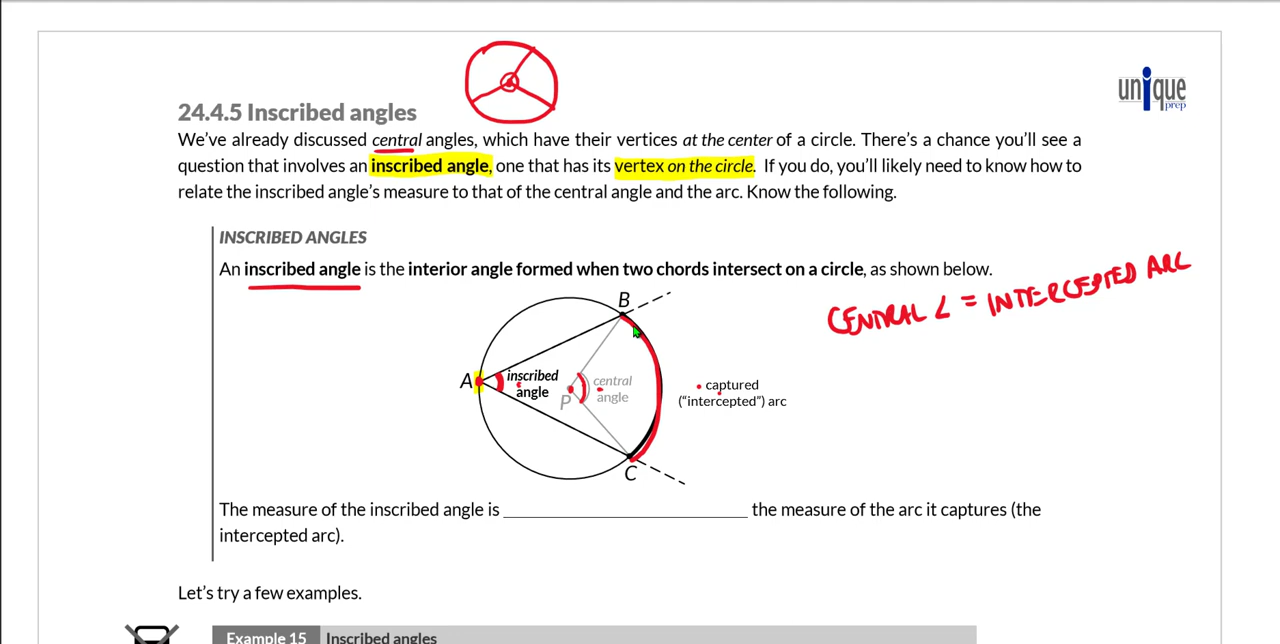 unique
prep
24.4.5 Inscribed angles
We've already discussed central angles, which have their vertices at the center of a circle. There's a chance you'll see a
question that involves an inscribed angle, one that has its vertex on the circle. If you do, you'll likely need to know how to
relate the inscribed angle's measure to that of the central angle and the arc. Know the following.
INSCRIBED ANGLES
An inscribed angle is the interior angle formed when two chords intersect on a circle, as shown below.
CENTRAL ∠ = INTERCEPTED ARC
B
A
inscribed
angle
P
central
angle
captured
("intercepted") arc
C
The measure of the inscribed angle is ______________________ the measure of the arc it captures (the
intercepted arc).
Let's try a few examples.
Example 15 Inscribed angles